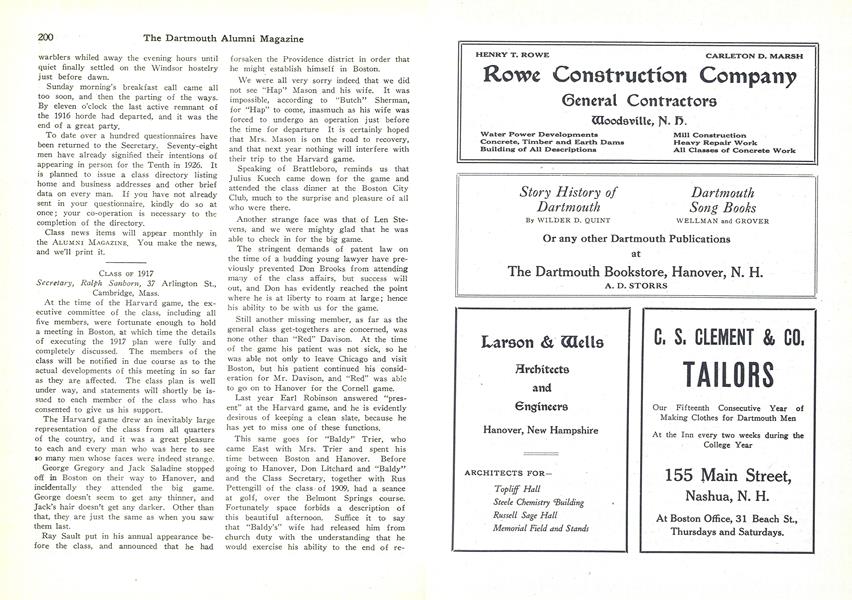 200
The Dartmouth Alumni Magazine
warblers whiled away the evening hours until
quiet finally settled on the Windsor hostelry
just before dawn.
Sunday morning's breakfast call came all
too soon, and then the parting of the ways.
By eleven o'clock the last active remnant of
the 1916 horde had departed, and it was the
end of a great party.
To date over a hundred questionnaires have
been returned to the Secretary. Seventy-eight
men have already signified their intentions of
appearing in person for the Tenth in 1926. It
is planned to issue a class directory listing
home and business addresses and other brief
data on every man. If you have not already
sent in your questionnaire, kindly do so at
once; your co-operation is necessary to the
completion of the directory.
Class news items will appear monthly in
the ALUMNI MAGAZINE. You make the news,
and we'll print it.
CLASS OF 1917
Secretary, Ralph Sanborn, 37 Arlington St.,
Cambridge, Mass.
At the time of the Harvard game, the ex-
ecutive committee of the class, including all
five members, were fortunate enough to hold
a meeting in Boston, at which time the details
of executing the 1917 plan were fully and
completely discussed. The members of the
class will be notified in due course as to the
actual developments of this meeting in so far
as they are affected. The class plan is well
under way, and statements will shortly be is-
sued to each member of the class who has
consented to give us his support.
The Harvard game drew an inevitably large
representation of the class from all quarters
of the country, and it was a great pleasure
to each and every man who was here to see
so many men whose faces were indeed strange.
George Gregory and Jack Saladine stopped
off in Boston on their way to Hanover, and
incidentally they attended the big game.
George doesn't seem to get any thinner, and
Jack's hair doesn't get any darker. Other than
that, they are just the same as when you saw
them last.
Ray Sault put in his annual appearance be-
fore the class, and announced that he had
forsaken the Providence district in order that
he might establish himself in Boston.
We were all very sorry indeed that we did
not see "Hap" Mason and his wife. It was
impossible, according to "Butch" Sherman,
for "Hap" to come, inasmuch as his wife was
forced to undergo an operation just before
the time for departure It is certainly hoped
that Mrs. Mason is on the road to recovery,
and that next year nothing will interfere with
their trip to the Harvard game.
Speaking of Brattleboro, reminds us that
Julius Kuech came down for the game and
attended the class dinner at the Boston City
Club, much to the surprise and pleasure of all
who were there.
Another strange face was that of Len Ste-
vens, and we were mighty glad that he was
able to check in for the big game.
The stringent demands of patent law on
the time of a budding young lawyer have pre-
viously prevented Don Brooks from attending
many of the class affairs, but success will
out, and Don has evidently reached the point
where he is at liberty to roam at large; hence
his ability to be with us for the game.
Still another missing member, as far as the
general class get-togethers are concerned, was
none other than "Red" Davison. At the time
of the game his patient was not sick, so he
was able not only to leave Chicago and visit
Boston, but his patient continued his consid-
eration for Mr. Davison, and "Red" was able
to go on to Hanover for the Cornell game.
Last year Earl Robinson answered "pres-
ent" at the Harvard game, and he is evidently
desirous of keeping a clean slate, because he
has yet to miss one of these functions.
This same goes for "Baldy" Trier, who
came East with Mrs. Trier and spent his
time between Boston and Hanover. Before
going to Hanover, Don Litchard and "Baldy"
and the Class Secretary, together with Rus
Pettengill of the class of 1909, had a seance
at golf, over the Belmont Springs course.
Fortunately space forbids a description of
this beautiful afternoon. Suffice it to say
that "Baldy's" wife had released him from
church duty with the understanding that he
would exercise his ability to the end of re-
HENRY T. ROWE CARLETON D. MARSH
Rowe Construction Company
General Contractors
Woodsville, N. H.
Water Power Developments
Concrete, Timber and Earth Dams
Building of All Descriptions
Mill Construction
Heavy Repair Work
All Classes of Concrete Work
Story History of
Dartmouth
By WILDER D. QUINT
Dartmouth
Song Books
WELLMAN and GROVER
Or any other Dartmouth Publications
at
The Dartmouth Bookstore, Hanover, N. H.
A. D. STORRS
Larson & Wells
Architects
and
Engineers
Hanover, New Hampshire
ARCHITECTS FOR—
Topliff Hall
Steele Chemistry Building
Russell Sage Hall
Memorial Field and Stands
C. S. CLEMENT & CO.
TAILORS
Our Fifteenth Consecutive Year of
Making Clothes for Dartmouth Men
At the Inn every two weeks during the
College Year
155 Main Street,
Nashua, N. H.
At Boston Office, 31 Beach St.,
Thursdays and Saturdays.